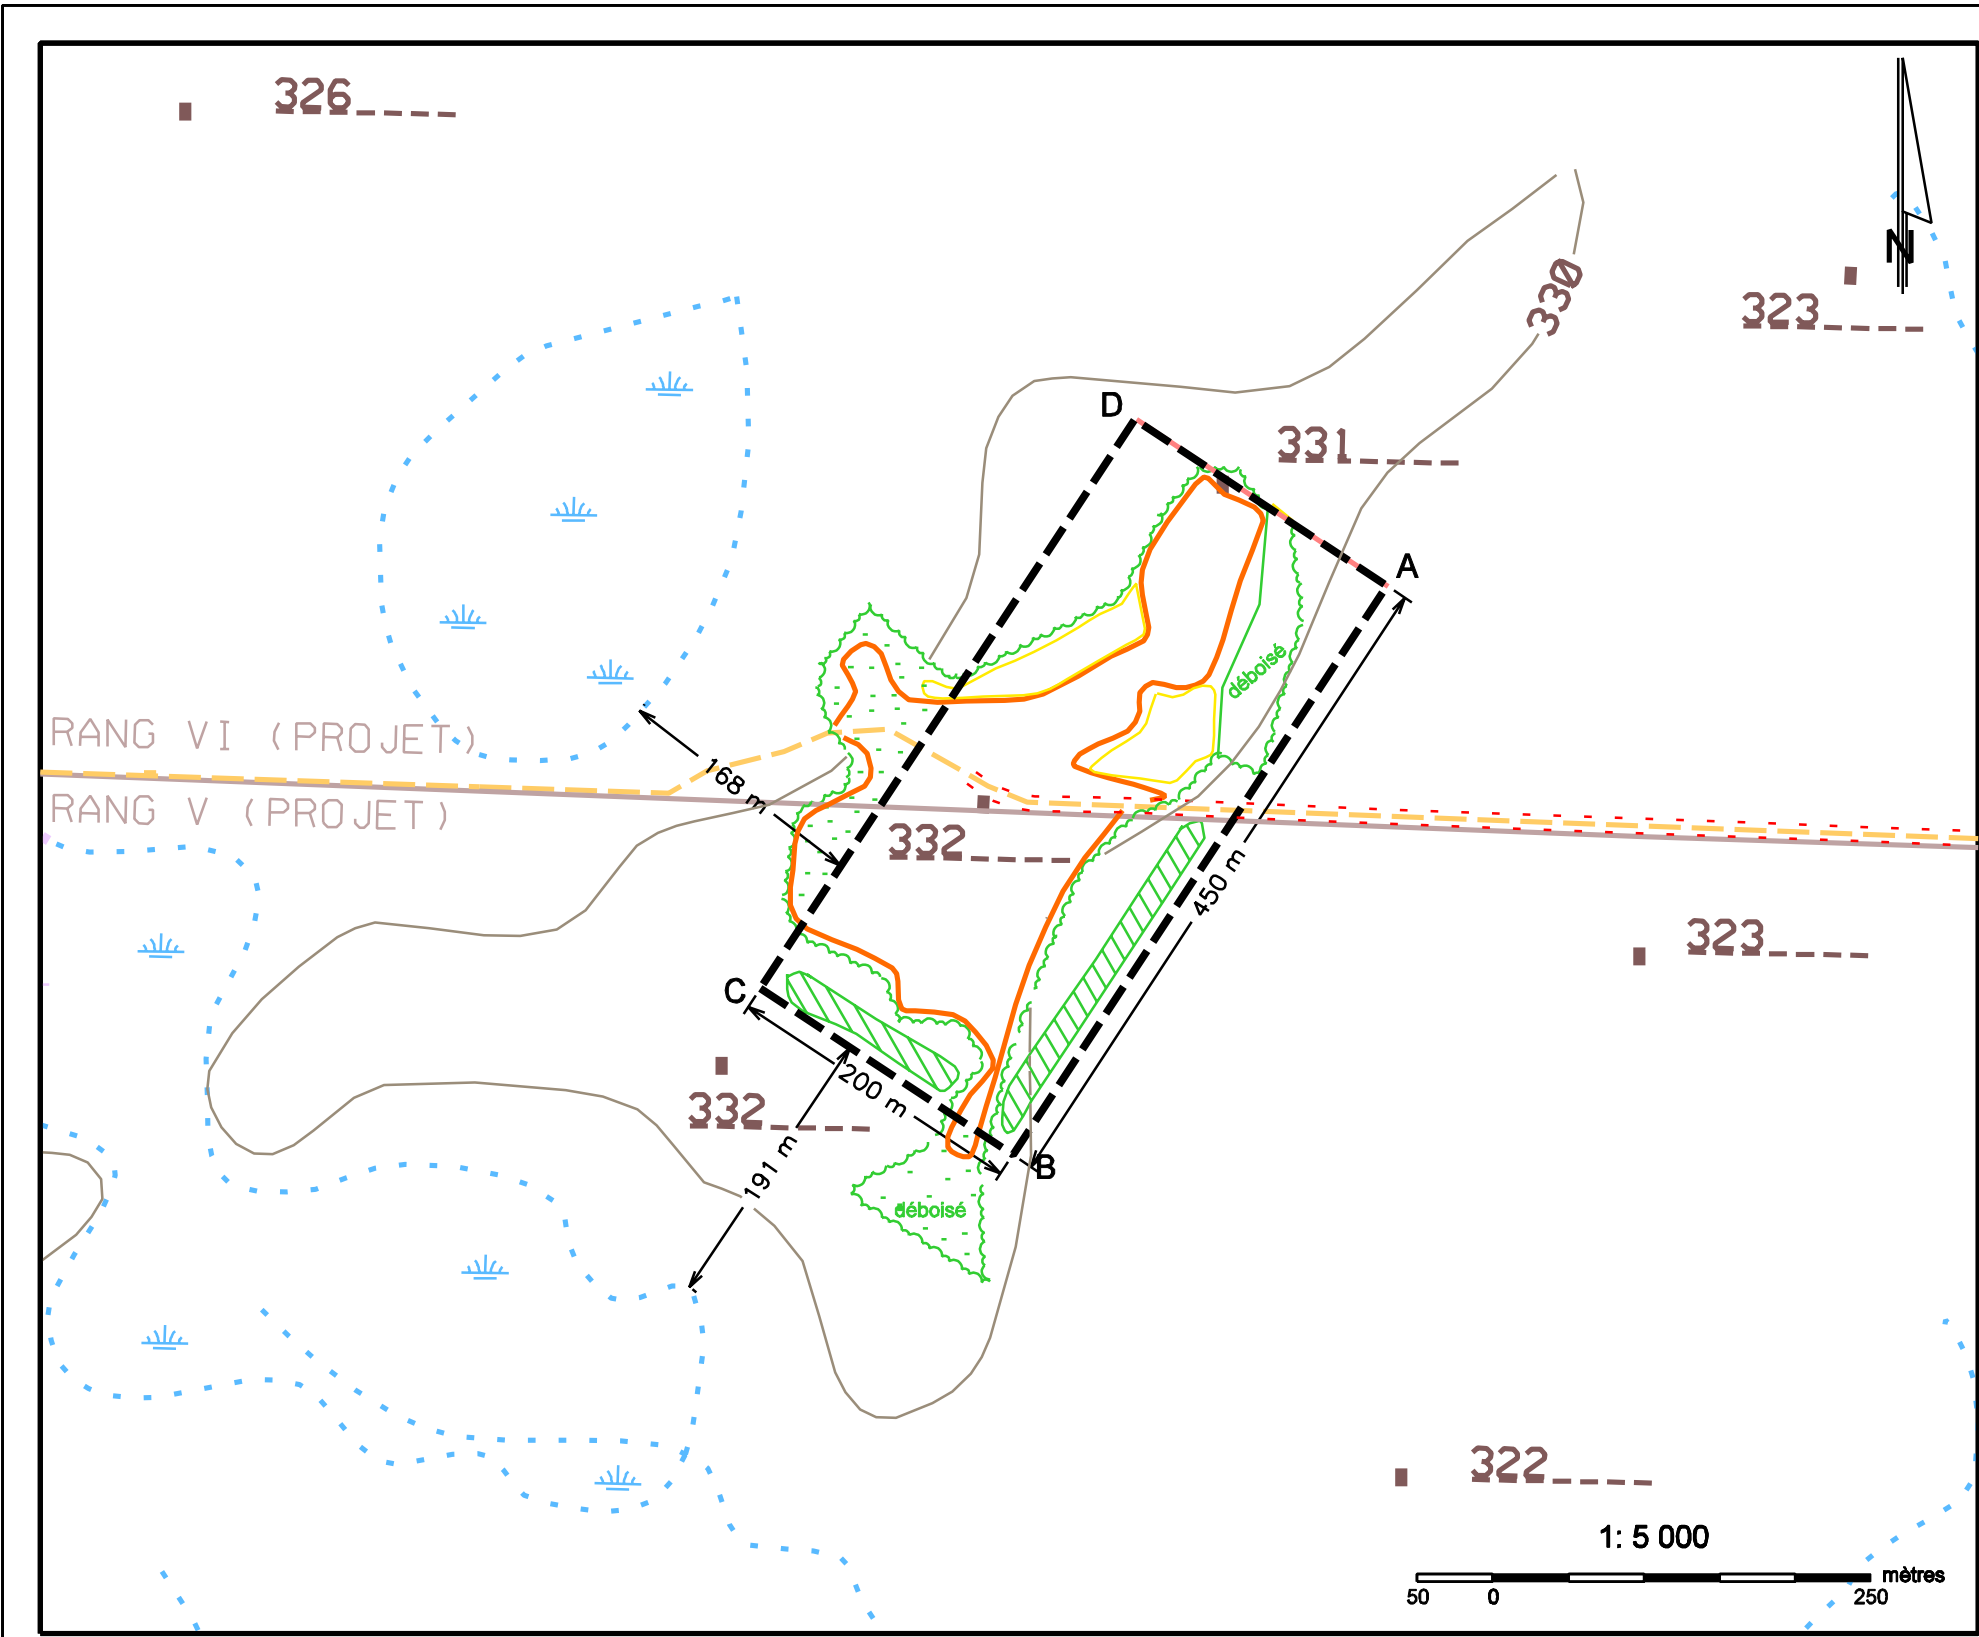 326
N
323
330
D
331
A
déboisé
RANG VI (PROJET)
168 m
RANG V (PROJET)
332
450 m
323
C
200 m
332
191 m
B
déboisé
322
1: 5 000
mètres
50 0 250